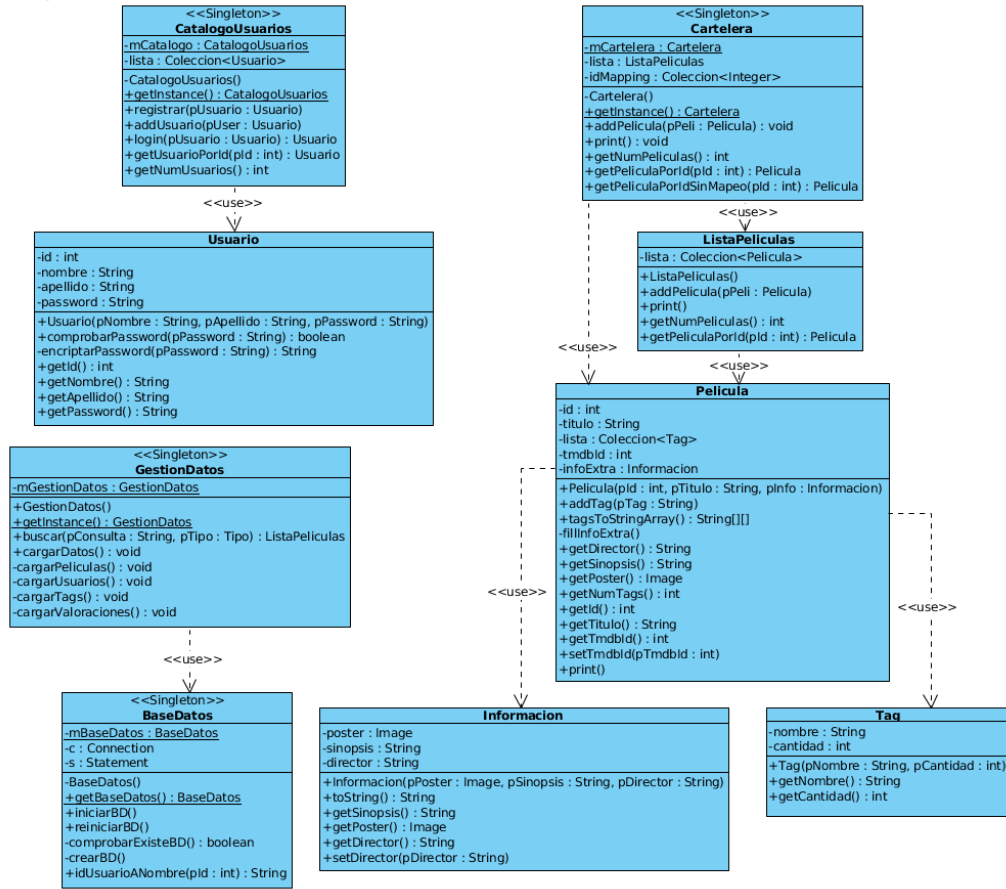 <<Singleton>>
CatalogoUsuarios
-mCatalogo : CatalogoUsuarios
-lista : Coleccion<Usuario>
-CatalogoUsuarios()
+getInstance() : CatalogoUsuarios
+registrar(pUsuario : Usuario)
+addUsuario(pUser : Usuario)
+login(pUsuario : Usuario) : Usuario
+getUsuarioPorId(pId : int) : Usuario
+getNumUsuarios() : int
<<use>>
Usuario
-id : int
-nombre : String
-apellido : String
-password : String
+Usuario(pNombre : String, pApellido : String, pPassword : String)
+comprobarPassword(pPassword : String) : boolean
-encriptarPassword(pPassword : String) : String
+getId() : int
+getNombre() : String
+getApellido() : String
+getPassword() : String
<<Singleton>>
Cartelera
-mCartelera : Cartelera
-lista : ListaPeliculas
-idMapping : Coleccion<Integer>
-Cartelera()
+getInstance() : Cartelera
+addPelicula(pPeli : Pelicula) : void
+print() : void
+getNumPeliculas() : int
+getPeliculaPorId(pId : int) : Pelicula
+getPeliculaPorIdSinMapeo(pId : int) : Pelicula
<<use>>
ListaPeliculas
-lista : Coleccion<Pelicula>
+ListaPeliculas()
+addPelicula(pPeli : Pelicula)
+print()
+getNumPeliculas() : int
+getPeliculaPorId(pId : int) : Pelicula
<<use>>
<<use>>
Pelicula
-id : int
-titulo : String
-lista : Coleccion<Tag>
-tmdbId : int
-infoExtra : Informacion
+Pelicula(pId : int, pTitulo : String, pInfo : Informacion)
+addTag(pTag : String)
+tagsToStringArray() : String[][]
-fillInfoExtra()
+getDirector() : String
+getSinopsis() : String
+getPoster() : Image
+getNumTags() : int
+getId() : int
+getTitulo() : String
+getTmdbId() : int
+setTmdbId(pTmdbId : int)
+print()
<<Singleton>>
GestionDatos
-mGestionDatos : GestionDatos
+GestionDatos()
+getInstance() : GestionDatos
+buscar(pConsulta : String, pTipo : Tipo) : ListaPeliculas
+cargarDatos() : void
-cargarPeliculas() : void
-cargarUsuarios() : void
-cargarTags() : void
-cargarValoraciones() : void
<<use>>
<<use>>
<<use>>
<<Singleton>>
BaseDatos
-mBaseDatos : BaseDatos
-c : Connection
-s : Statement
-BaseDatos()
+getBaseDatos() : BaseDatos
+iniciarBD()
+reiniciarBD()
-comprobarExisteBD() : boolean
-crearBD()
+idUsuarioANombre(pId : int) : String
Informacion
-poster : Image
-sinopsis : String
-director : String
+Informacion(pPoster : Image, pSinopsis : String, pDirector : String)
+toString() : String
+getSinopsis() : String
+getPoster() : Image
+getDirector() : String
+setDirector(pDirector : String)
Tag
-nombre : String
-cantidad : int
+Tag(pNombre : String, pCantidad : int)
+getNombre() : String
+getCantidad() : int